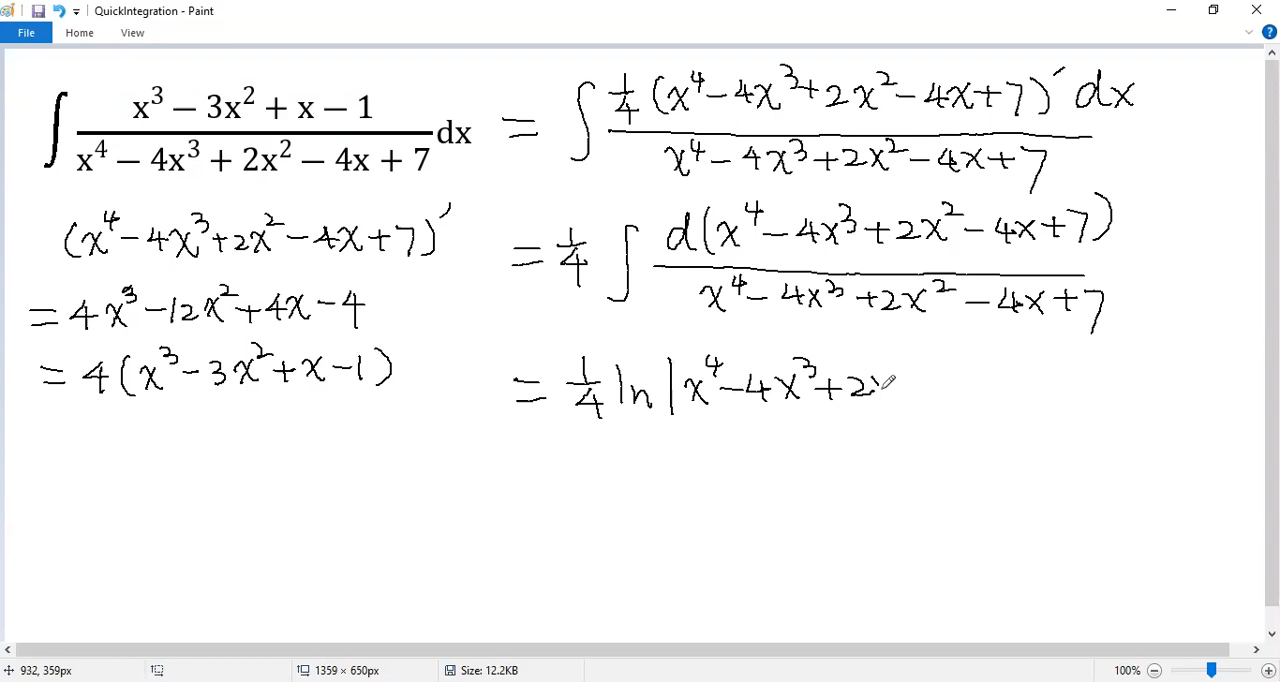 QuickIntegration - Paint
File Home View
∫ (x³ − 3x² + x − 1)/(x⁴ − 4x³ + 2x² − 4x + 7) dx
(x⁴ − 4x³ + 2x² − 4x + 7)′
= 4x³ − 12x² + 4x − 4
= 4(x³ − 3x² + x − 1)
= ∫ (¼(x⁴ − 4x³ + 2x² − 4x + 7)′ dx)/(x⁴ − 4x³ + 2x² − 4x + 7)
= ¼ ∫ d(x⁴ − 4x³ + 2x² − 4x + 7)/(x⁴ − 4x³ + 2x² − 4x + 7)
= ¼ ln |x⁴ − 4x³ + 2x
932, 359px 1359 × 650px Size: 12.2KB 100%